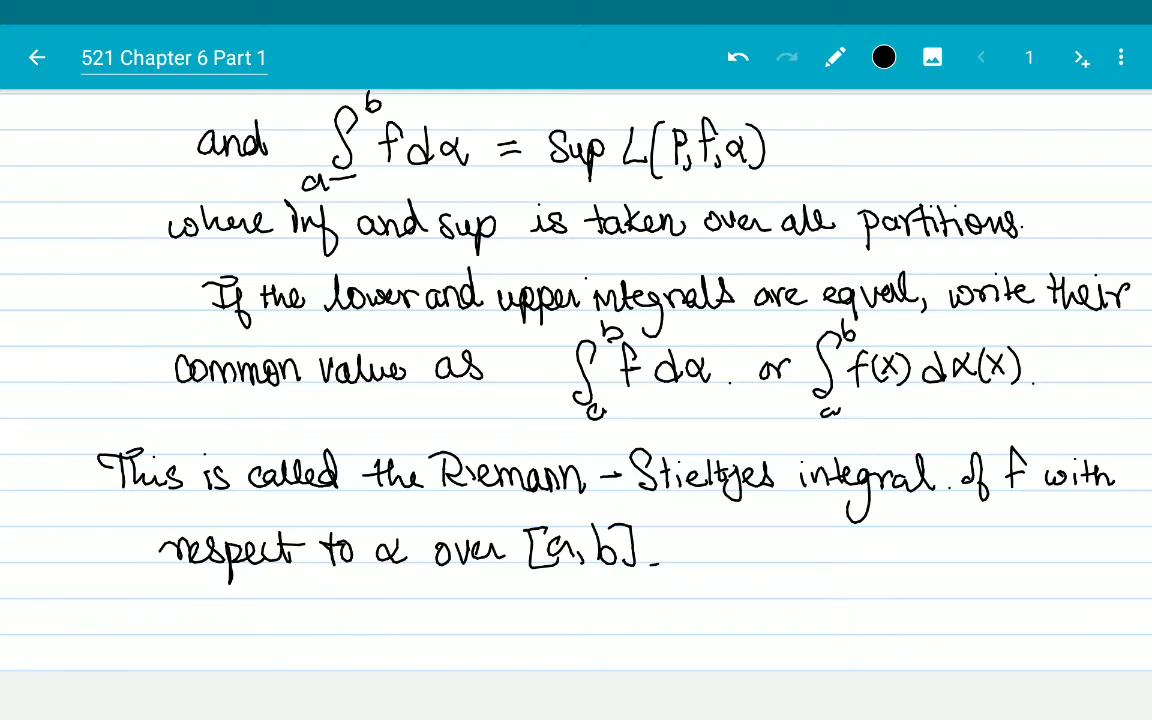 521 Chapter 6 Part 1
1
and ∫_a^b f dα = sup L(P, f, α)
where inf and sup is taken over all partitions.
If the lower and upper integrals are equal, write their
common value as ∫_a^b f dα. or ∫_a^b f(x) dα(x).
This is called the Riemann-Stieltjes integral. of f with
respect to α over [a, b].